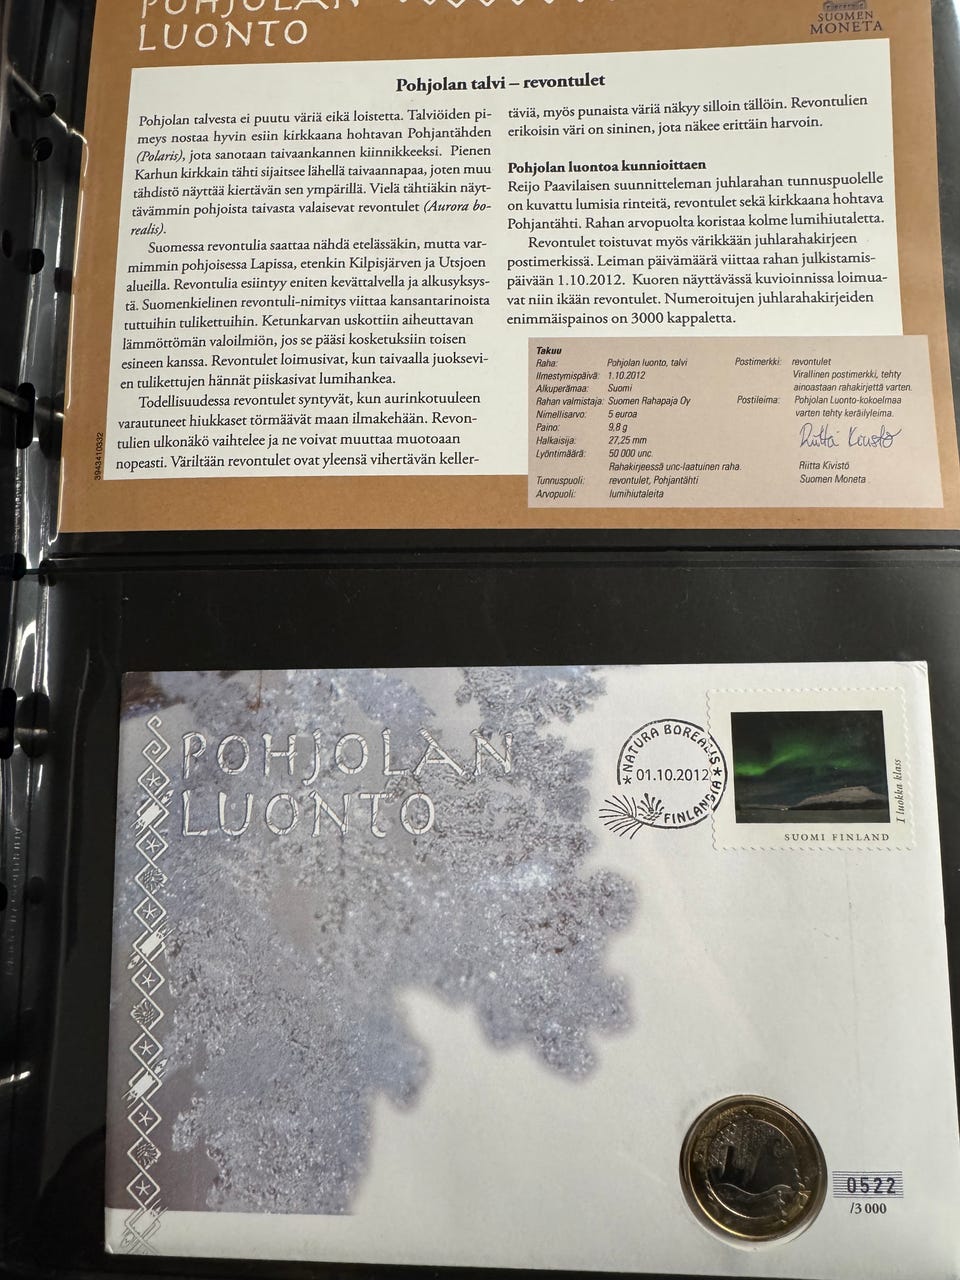 POHJOLAN
LUONTO
SUOMEN
MONETA
Pohjolan talvi – revontulet
Pohjolan talvesta ei puutu väriä eikä loistetta. Talviöiden pi-
meys nostaa hyvin esiin kirkkaana hohtavan Pohjantähden
(Polaris), jota sanotaan taivaankannen kiinnikkeeksi. Pienen
Karhun kirkkain tähti sijaitsee lähellä taivaannapaa, joten muu
tähdistö näyttää kiertävän sen ympärillä. Vielä tähtiäkin näyt-
tävämmin pohjoista taivasta valaisevat revontulet (Aurora bo-
realis).
Suomessa revontulia saattaa nähdä etelässäkin, mutta var-
mimmin pohjoisessa Lapissa, etenkin Kilpisjärven ja Utsjoen
alueilla. Revontulia esiintyy eniten kevättalvella ja alkusyksys-
tä. Suomenkielinen revontuli-nimitys viittaa kansantarinoista
tuttuihin tulikettuihin. Ketunkarvan uskottiin aiheuttavan
lämmöttömän valoilmiön, jos se pääsi kosketuksiin toisen
esineen kanssa. Revontulet loimusivat, kun taivaalla juoksevi-
en tulikettujen hännät piiskasivat lumihankea.
Todellisuudessa revontulet syntyvät, kun aurinkotuuleen
varautuneet hiukkaset törmäävät maan ilmakehään. Revon-
tulien ulkonäkö vaihtelee ja ne voivat muuttaa muotoaan
nopeasti. Väriltään revontulet ovat yleensä vihertävän keller-
täviä, myös punaista väriä näkyy silloin tällöin. Revontulien
erikoisin väri on sininen, jota näkee erittäin harvoin.
Pohjolan luontoa kunnioittaen
Reijo Paavilaisen suunnitteleman juhlarahan tunnuspuolelle
on kuvattu lumisia rinteitä, revontulet sekä kirkkaana hohtava
Pohjantähti. Rahan arvopuolta koristaa kolme lumihiutaletta.
Revontulet toistuvat myös värikkään juhlarahakirjeen
postimerkissä. Leiman päivämäärä viittaa rahan julkistamis-
päivään 1.10.2012. Kuoren näyttävässä kuvioinnissa loimua-
vat niin ikään revontulet. Numeroitujen juhlarahakirjeiden
enimmäispainos on 3000 kappaletta.
3943410332
Takuu
Raha: Pohjolan luonto, talvi
Ilmestymispäivä: 1.10.2012
Alkuperämaa: Suomi
Rahan valmistaja: Suomen Rahapaja Oy
Nimellisarvo: 5 euroa
Paino: 9,8 g
Halkaisija: 27,25 mm
Lyöntimäärä: 50 000 unc.
Rahakirjeessä unc-laatuinen raha.
Tunnuspuoli: revontulet, Pohjantähti
Arvopuoli: lumihiutaleita
Postimerkki: revontulet
Virallinen postimerkki, tehty
ainoastaan rahakirjettä varten.
Postileima: Pohjolan Luonto-kokoelmaa
varten tehty keräilyleima.
Riitta Kivistö
Riitta Kivistö
Suomen Moneta
POHJOLAN
LUONTO
NATURA BOREALIS
01.10.2012
FINLANDIA
I luokka klass
SUOMI FINLAND
0522
/3 000